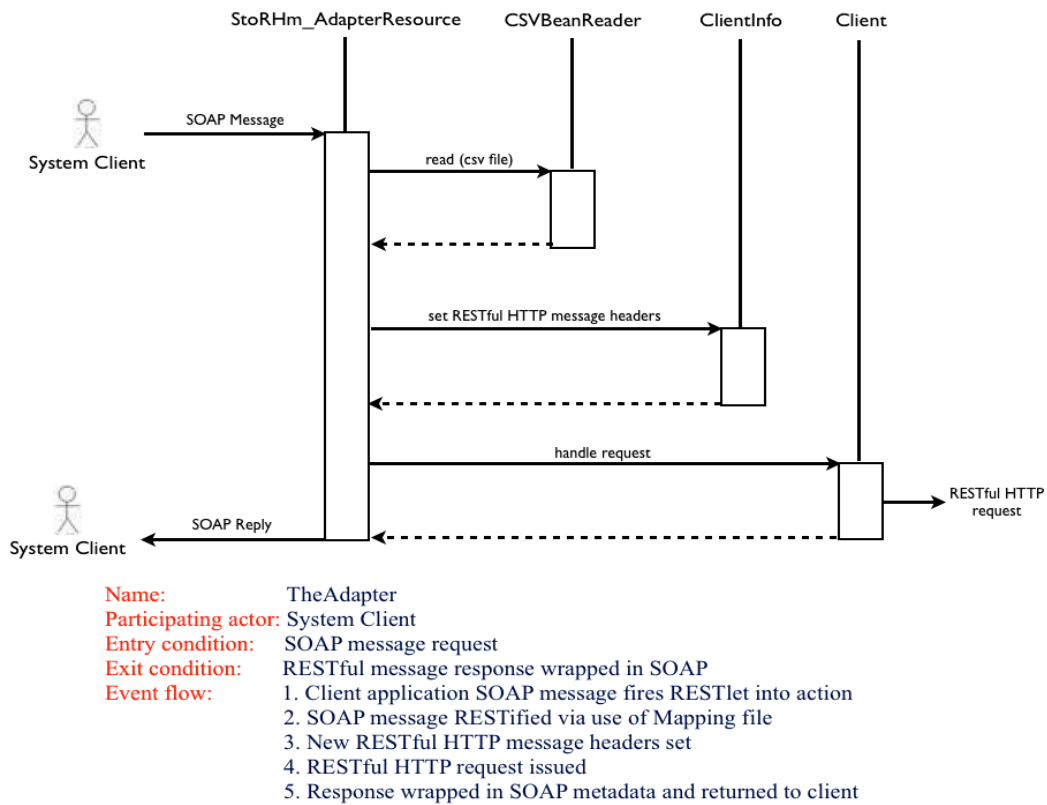 StoRHm_AdapterResource CSVBeanReader ClientInfo Client
SOAP Message
System Client
read (csv file)
set RESTful HTTP message headers
handle request
RESTful HTTP
request
SOAP Reply
System Client
Name: TheAdapter
Participating actor: System Client
Entry condition: SOAP message request
Exit condition: RESTful message response wrapped in SOAP
Event flow: 1. Client application SOAP message fires RESTlet into action
2. SOAP message RESTified via use of Mapping file
3. New RESTful HTTP message headers set
4. RESTful HTTP request issued
5. Response wrapped in SOAP metadata and returned to client